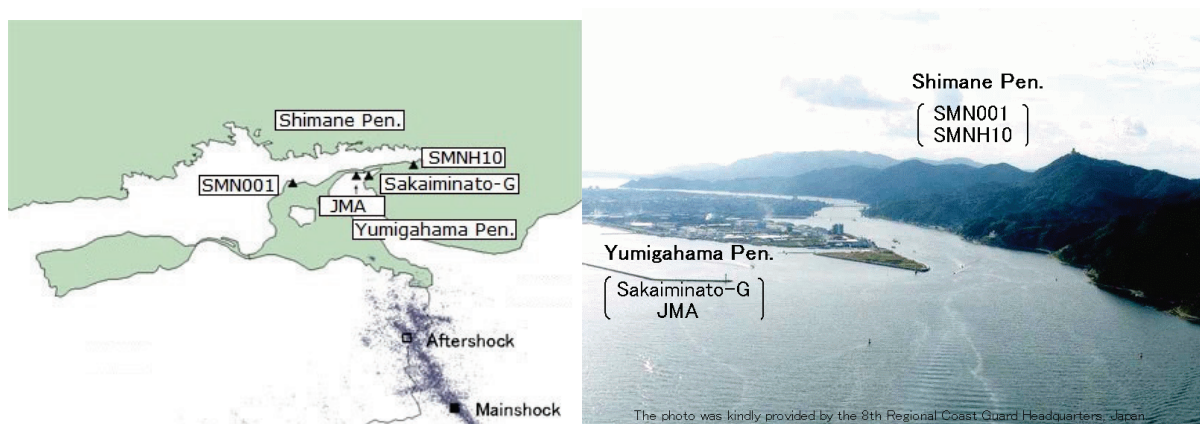 Shimane Pen.
SMNH10
SMN001
Sakaiminato-G
JMA
Yumigahama Pen.
Aftershock
Mainshock
Shimane Pen.
SMN001
SMNH10
Yumigahama Pen.
Sakaiminato-G
JMA
The photo was kindly provided by the 8th Regional Coast Guard Headquarters, Japan